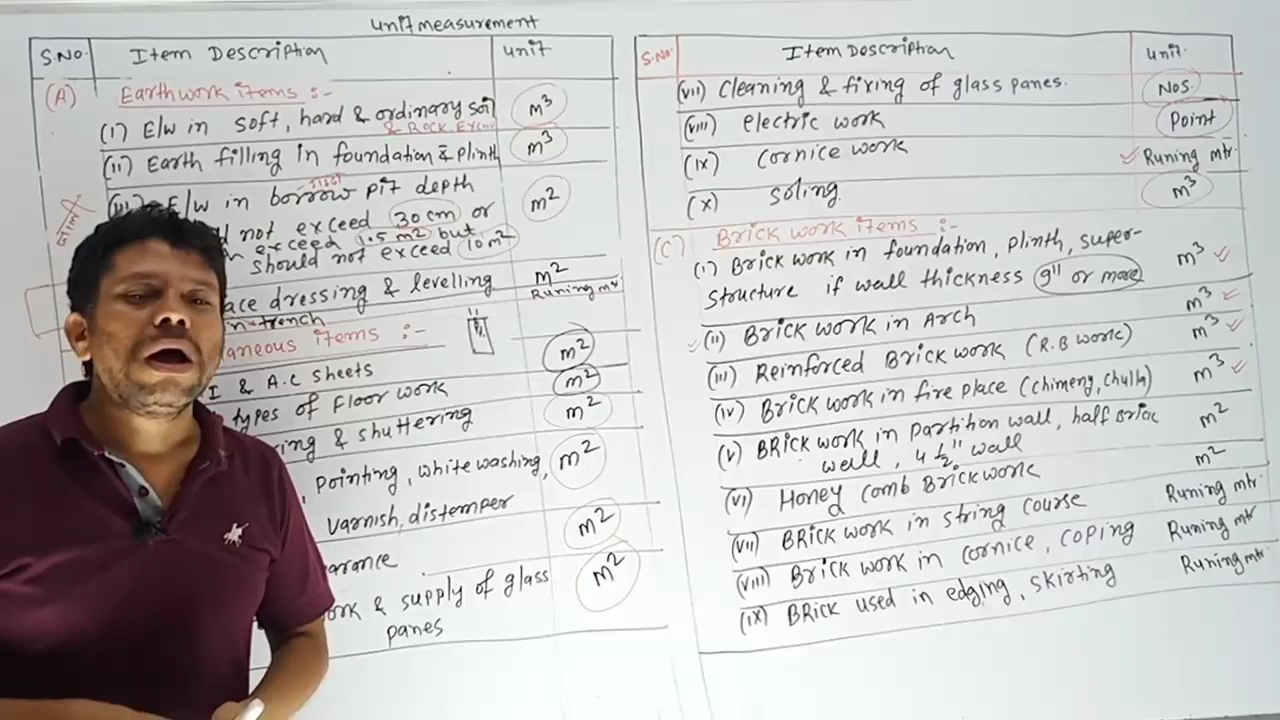 Unit measurement
S.No. Item Description Unit
(A) Earthwork items :-
(i) E/W in soft, hard & ordinary soil m³
& Rock Exc
(ii) Earth filling in foundation & plinth m³
E/W in borrow pit depth
not exceed 30 cm or m²
exceed 1.5 m² but
should not exceed 10 m²
ace dressing & levelling m²
in trench Runing mtr
aneous items :-
I & A.C sheets m²
types of Floor work m²
ring & shuttering m²
, pointing, white washing, m²
varnish, distemper
arance m²
ork & supply of glass m²
panes
S.No. Item Description Unit.
(vii) Cleaning & fixing of glass panes. Nos.
(viii) electric work Point
(ix) Cornice work Runing mtr.
(x) soling. m³
(C) Brick work items :-
(i) Brick work in foundation, plinth, super- m³
structure if wall thickness 9" or more
(ii) Brick work in Arch m³
(iii) Reinforced Brick work (R.B work) m³
(iv) Brick work in fire place (chimeng, chulla) m³
(v) BRick work in Partition wall, half brick m²
wall, 4 ½" wall
(vi) Honey comb Brickwork m²
(vii) BRick work in string course Runing mtr.
(viii) Brick work in cornice, coping Runing mtr
(ix) BRick used in edging, skirting Runing mtr